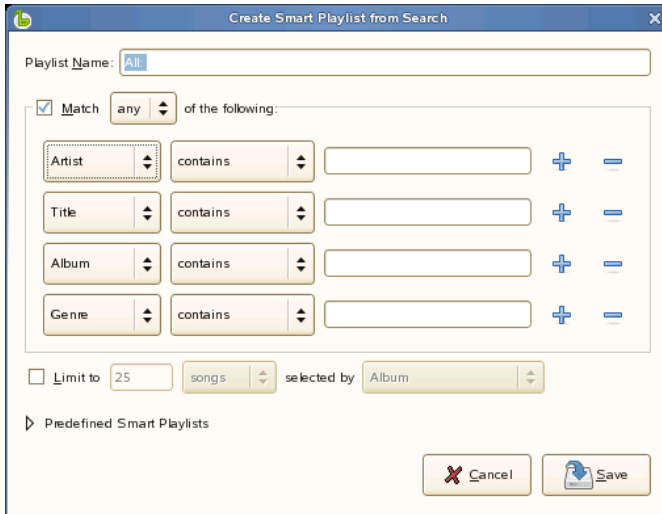 Create Smart Playlist from Search
Playlist Name: All:
Match any of the following:
Artist contains
Title contains
Album contains
Genre contains
Limit to 25 songs selected by Album
Predefined Smart Playlists
Cancel Save